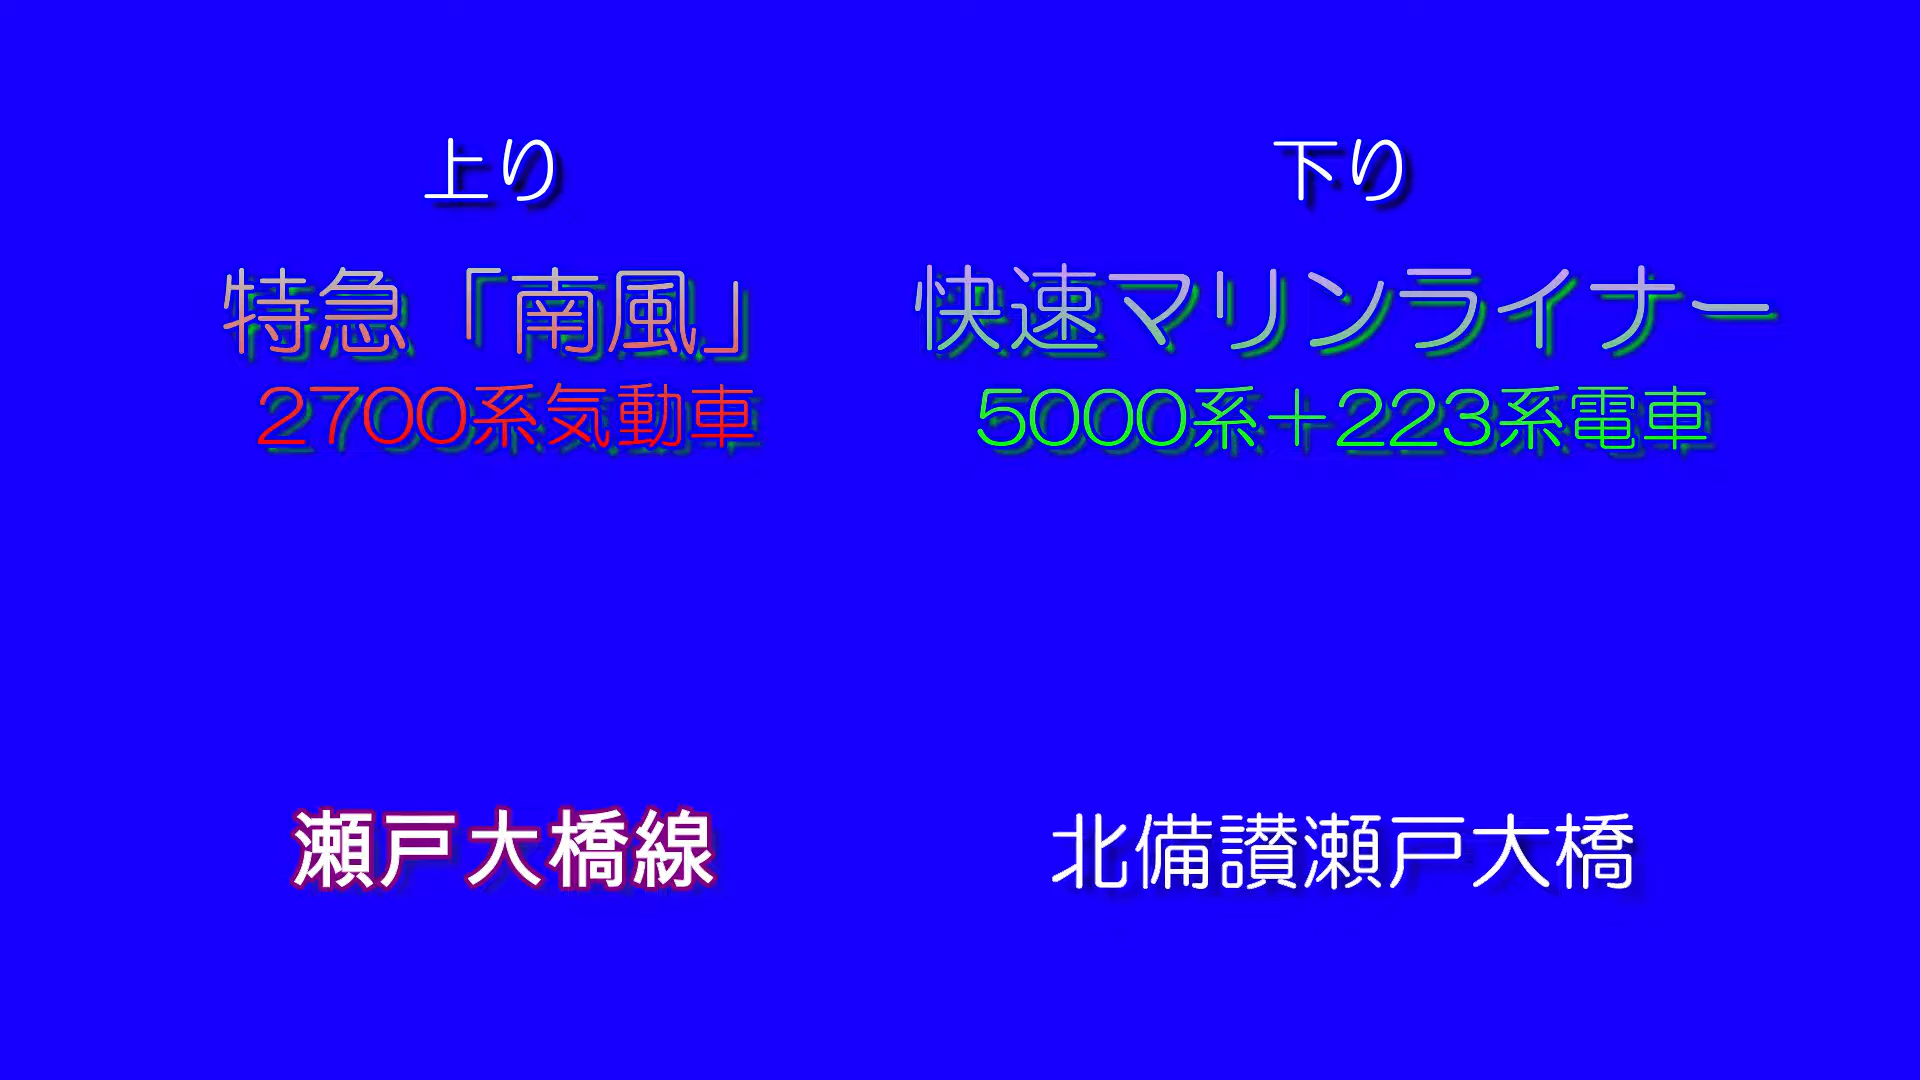 上り
下り
特急「南風」
快速マリンライナー
2700系気動車
5000系＋223系電車
瀬戸大橋線
北備讃瀬戸大橋